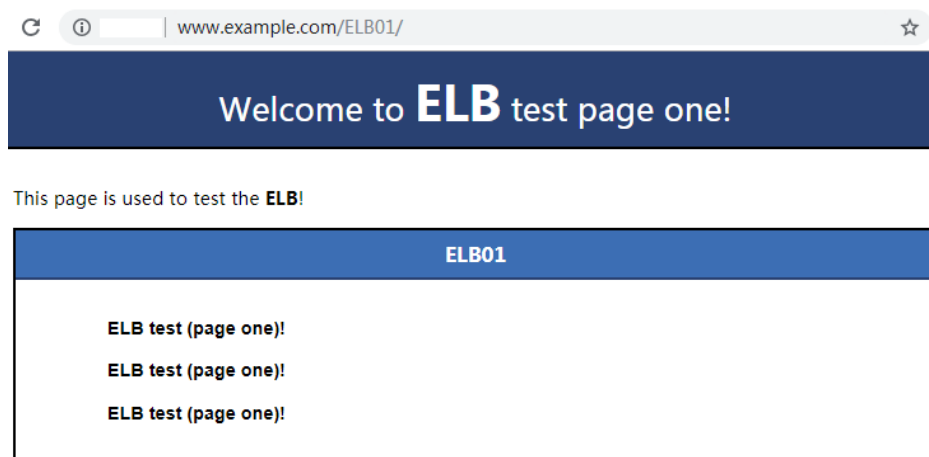 www.example.com/ELB01/
Welcome to ELB test page one!
This page is used to test the ELB!
ELB01
ELB test (page one)!
ELB test (page one)!
ELB test (page one)!